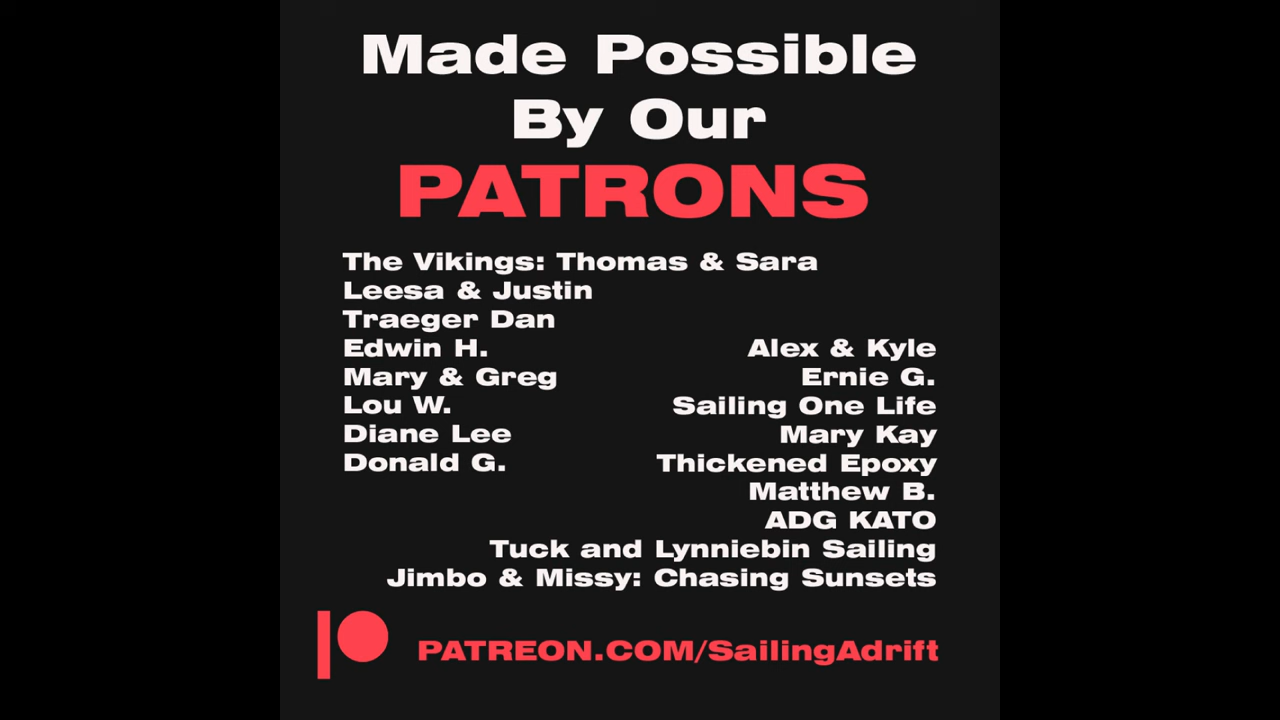 Made Possible
By Our
PATRONS
The Vikings: Thomas & Sara
Leesa & Justin
Traeger Dan
Edwin H.
Mary & Greg
Lou W.
Diane Lee
Donald G.
Alex & Kyle
Ernie G.
Sailing One Life
Mary Kay
Thickened Epoxy
Matthew B.
ADG KATO
Tuck and Lynniebin Sailing
Jimbo & Missy: Chasing Sunsets
PATREON.COM/SailingAdrift